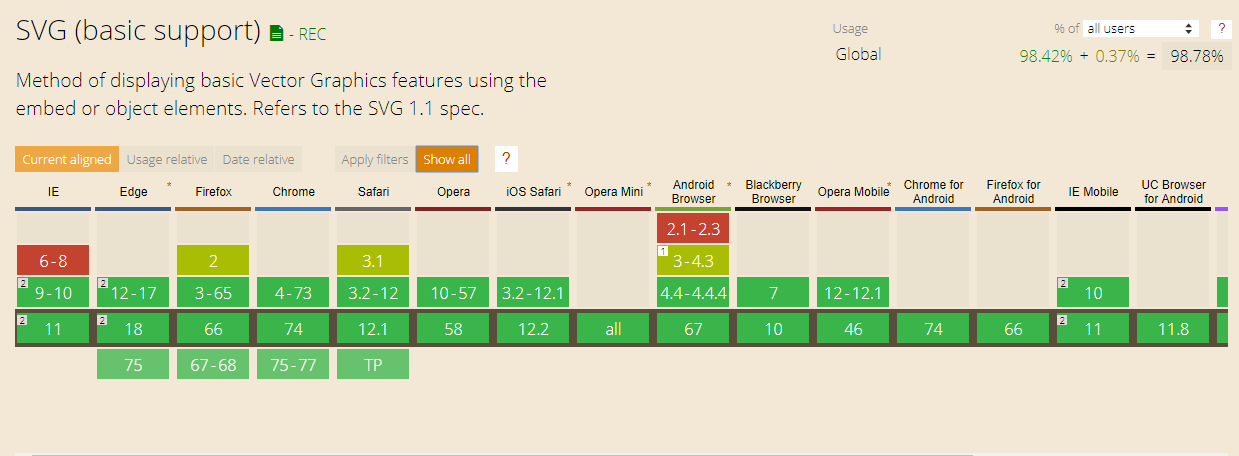 SVG (basic support) - REC
Usage % of all users ?
Global 98.42% + 0.37% = 98.78%
Method of displaying basic Vector Graphics features using the
embed or object elements. Refers to the SVG 1.1 spec.
Current aligned Usage relative Date relative Apply filters Show all ?
IE Edge * Firefox Chrome Safari Opera iOS Safari * Opera Mini * Android Browser * Blackberry Browser Opera Mobile * Chrome for Android Firefox for Android IE Mobile UC Browser for Android
2.1-2.3
6-8 2 3.1 1 3-4.3
2 9-10 2 12-17 3-65 4-73 3.2-12 10-57 3.2-12.1 4.4-4.4.4 7 12-12.1 2 10
2 11 2 18 66 74 12.1 58 12.2 all 67 10 46 74 66 2 11 11.8
75 67-68 75-77 TP